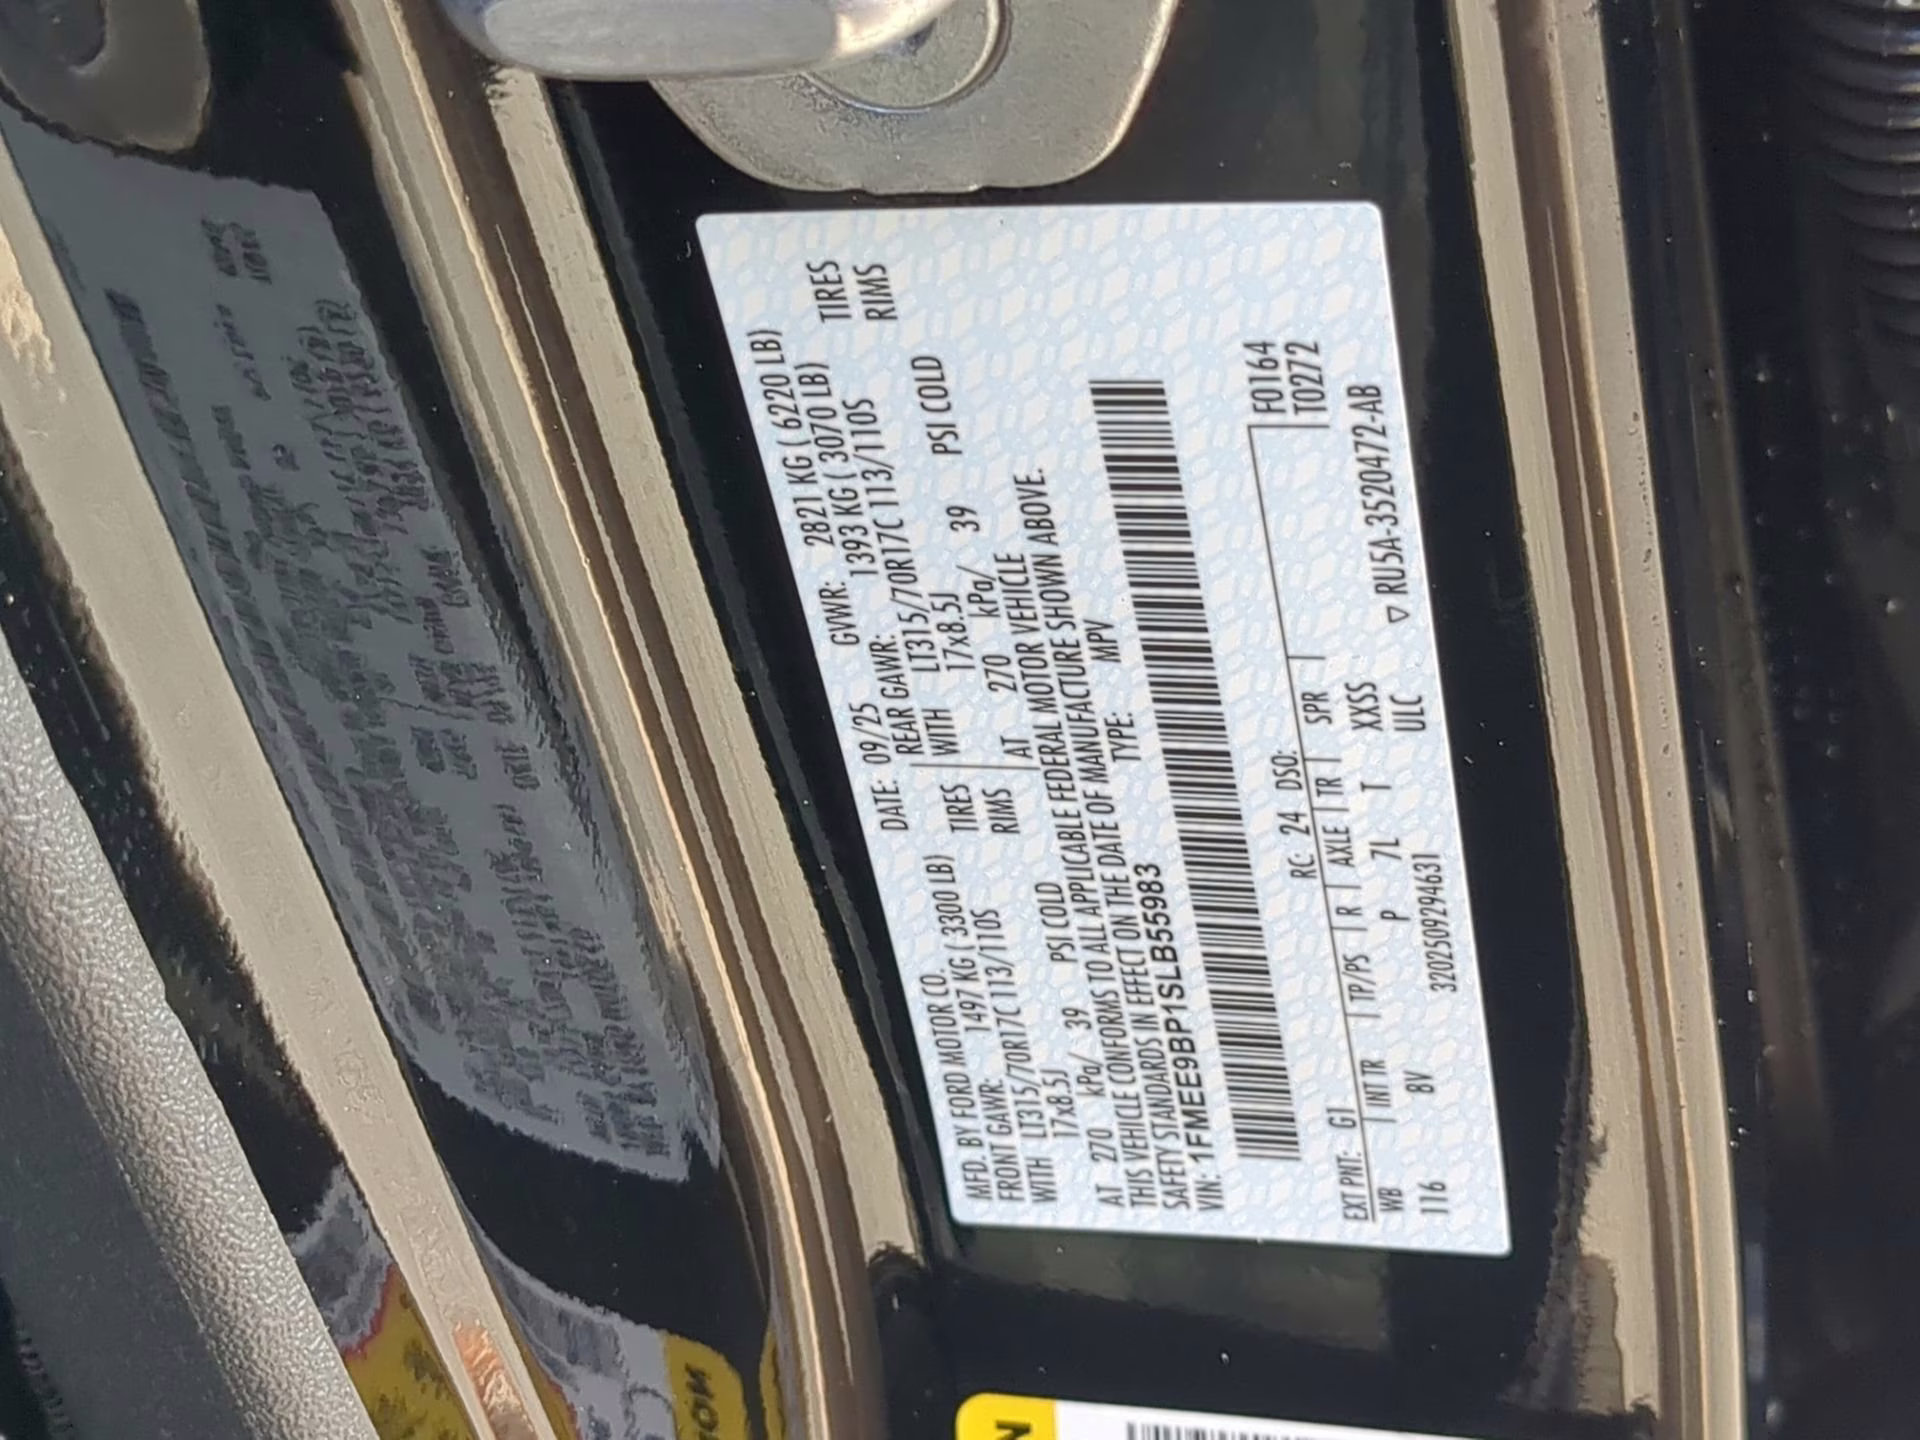 MFD. BY FORD MOTOR CO. DATE: 09/25 GVWR: 2821 KG ( 6220 LB)
FRONT GAWR: 1497 KG ( 3300 LB) REAR GAWR: 1393 KG ( 3070 LB)
WITH LT315/70R17C 113/110S TIRES WITH LT315/70R17C 113/110S TIRES
17x8.5J RIMS 17x8.5J RIMS
AT 270 kPa/ 39 PSI COLD AT 270 kPa/ 39 PSI COLD
THIS VEHICLE CONFORMS TO ALL APPLICABLE FEDERAL MOTOR VEHICLE
SAFETY STANDARDS IN EFFECT ON THE DATE OF MANUFACTURE SHOWN ABOVE.
VIN: 1FMEE9BP1SLB55983 TYPE: MPV
F0164
T0272
EXT PNT: G1 RC: 24 DSO:
WB INT TR TP/PS R AXLE TR SPR
116 8V P 7L T XXSS
ULC
3202509294631
▽ RU5A-3520472-AB
N